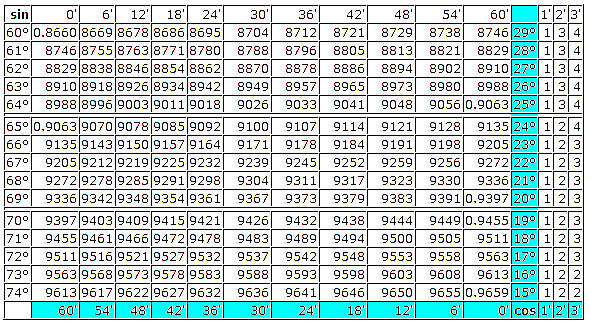 sin 0' 6' 12' 18' 24' 30' 36' 42' 48' 54' 60' 1' 2' 3'
60° 0.8660 8669 8678 8686 8695 8704 8712 8721 8729 8738 8746 29° 1 3 4
61° 8746 8755 8763 8771 8780 8788 8796 8805 8813 8821 8829 28° 1 3 4
62° 8829 8838 8846 8854 8862 8870 8878 8886 8894 8902 8910 27° 1 3 4
63° 8910 8918 8926 8934 8942 8949 8957 8965 8973 8980 8988 26° 1 3 4
64° 8988 8996 9003 9011 9018 9026 9033 9041 9048 9056 0.9063 25° 1 3 4
65° 0.9063 9070 9078 9085 9092 9100 9107 9114 9121 9128 9135 24° 1 2 4
66° 9135 9143 9150 9157 9164 9171 9178 9184 9191 9198 9205 23° 1 2 3
67° 9205 9212 9219 9225 9232 9239 9245 9252 9259 9256 9272 22° 1 2 3
68° 9272 9278 9285 9291 9298 9304 9311 9317 9323 9330 9336 21° 1 2 3
69° 9336 9342 9348 9354 9361 9367 9373 9379 9383 9391 0.9397 20° 1 2 3
70° 9397 9403 9409 9415 9421 9426 9432 9438 9444 9449 0.9455 19° 1 2 3
71° 9455 9461 9466 9472 9478 9483 9489 9494 9500 9505 9511 18° 1 2 3
72° 9511 9516 9521 9527 9532 9537 9542 9548 9553 9558 9563 17° 1 2 3
73° 9563 9568 9573 9578 9583 9588 9593 9598 9603 9608 9613 16° 1 2 2
74° 9613 9617 9622 9627 9632 9636 9641 9646 9650 9655 0.9659 15° 1 2 2
60' 54' 48' 42' 36' 30' 24' 18' 12' 6' 0' cos 1' 2' 3'